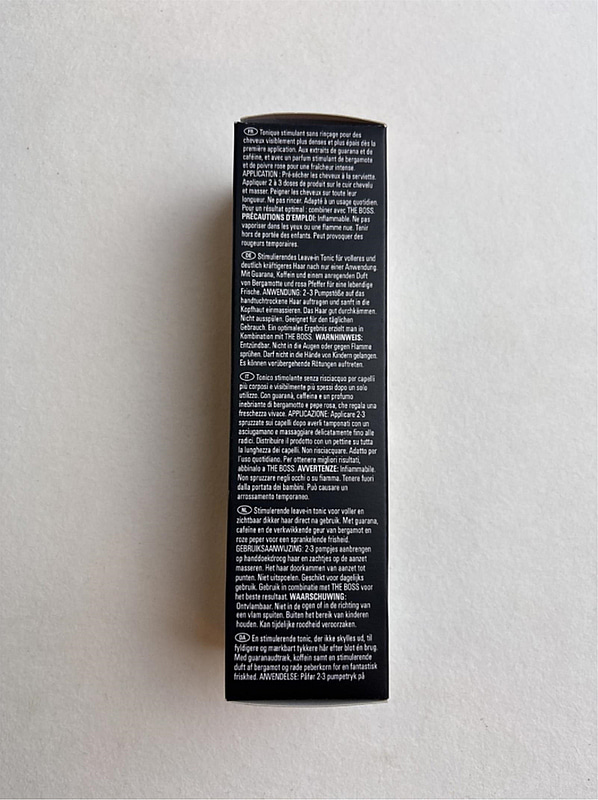 FR Tonique stimulant sans rinçage pour des
cheveux visiblement plus denses et plus épais dès la
première application. Aux extraits de guarana et de
caféine, et avec un parfum stimulant de bergamote
et de poivre rose pour une fraîcheur intense.
APPLICATION : Pré-sécher les cheveux à la serviette.
Appliquer 2 à 3 doses de produit sur le cuir chevelu
et masser. Peigner les cheveux sur toute leur
longueur. Ne pas rincer. Adapté à un usage quotidien.
Pour un résultat optimal : combiner avec THE BOSS.
PRÉCAUTIONS D'EMPLOI: Inflammable. Ne pas
vaporiser dans les yeux ou une flamme nue. Tenir
hors de portée des enfants. Peut provoquer des
rougeurs temporaires.
DE Stimulierendes Leave-in Tonic für volleres und
deutlich kräftigeres Haar nach nur einer Anwendung.
Mit Guarana, Koffein und einem anregenden Duft
von Bergamotte und rosa Pfeffer für eine lebendige
Frische. ANWENDUNG: 2-3 Pumpstöße auf das
handtuchtrockene Haar auftragen und sanft in die
Kopfhaut einmassieren. Das Haar gut durchkämmen.
Nicht ausspülen. Geeignet für den täglichen
Gebrauch. Ein optimales Ergebnis erzielt man in
Kombination mit THE BOSS. WARNHINWEIS:
Entzündbar. Nicht in die Augen oder gegen Flamme
sprühen. Darf nicht in die Hände von Kindern gelangen.
Es können vorübergehende Rötungen auftreten.
IT Tonico stimolante senza risciacquo per capelli
più corposi e visibilmente più spessi dopo un solo
utilizzo. Con guaranà, caffeina e un profumo
inebriante di bergamotto e pepe rosa, che regala una
freschezza vivace. APPLICAZIONE: Applicare 2-3
spruzzate sui capelli dopo averli tamponati con un
asciugamano e massaggiare delicatamente fino alle
radici. Distribuire il prodotto con un pettine su tutta
la lunghezza dei capelli. Non risciacquare. Adatto per
l'uso quotidiano. Per ottenere migliori risultati,
abbinalo a THE BOSS. AVVERTENZE: Infiammabile.
Non spruzzare negli occhi o su fiamma. Tenere fuori
dalla portata dei bambini. Può causare un
arrossamento temporaneo.
NL Stimulerende leave-in tonic voor voller en
zichtbaar dikker haar direct na gebruik. Met guarana,
cafeïne en de verkwikkende geur van bergamot en
roze peper voor een sprankelende frisheid.
GEBRUIKSAANWIJZING: 2-3 pompjes aanbrengen
op handdoekdroog haar en zachtjes op de aanzet
masseren. Het haar doorkammen van aanzet tot
punten. Niet uitspoelen. Geschikt voor dagelijks
gebruik. Gebruik in combinatie met THE BOSS voor
het beste resultaat. WAARSCHUWING:
Ontvlambaar. Niet in de ogen of in de richting van
een vlam spuiten. Buiten het bereik van kinderen
houden. Kan tijdelijke roodheid veroorzaken.
DA En stimulerende tonic, der ikke skylles ud, til
fyldigere og mærkbart tykkere hår efter blot én brug.
Med guaranaudtræk, koffein samt en stimulerende
duft af bergamot og røde peberkorn for en fantastisk
friskhed. ANVENDELSE: Påfør 2-3 pumpetryk på